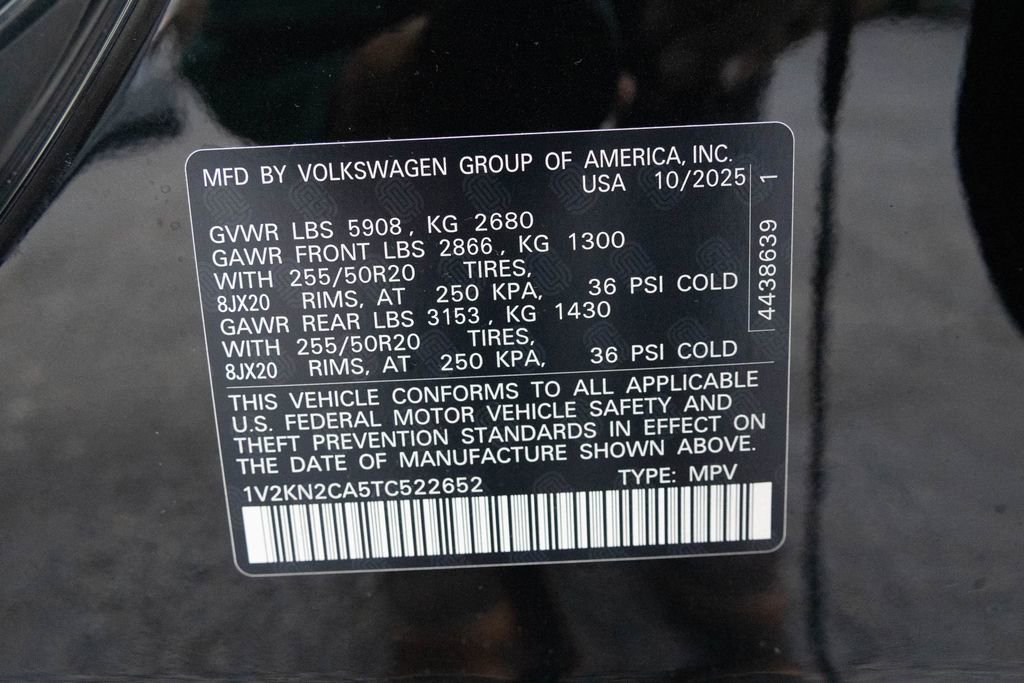 MFD BY VOLKSWAGEN GROUP OF AMERICA, INC.
USA 10/2025
GVWR LBS 5908, KG 2680
GAWR FRONT LBS 2866, KG 1300
WITH 255/50R20 TIRES,
8JX20 RIMS, AT 250 KPA, 36 PSI COLD
GAWR REAR LBS 3153, KG 1430
WITH 255/50R20 TIRES,
8JX20 RIMS, AT 250 KPA, 36 PSI COLD
4438639 1
THIS VEHICLE CONFORMS TO ALL APPLICABLE
U.S. FEDERAL MOTOR VEHICLE SAFETY AND
THEFT PREVENTION STANDARDS IN EFFECT ON
THE DATE OF MANUFACTURE SHOWN ABOVE.
1V2KN2CA5TC522652 TYPE: MPV